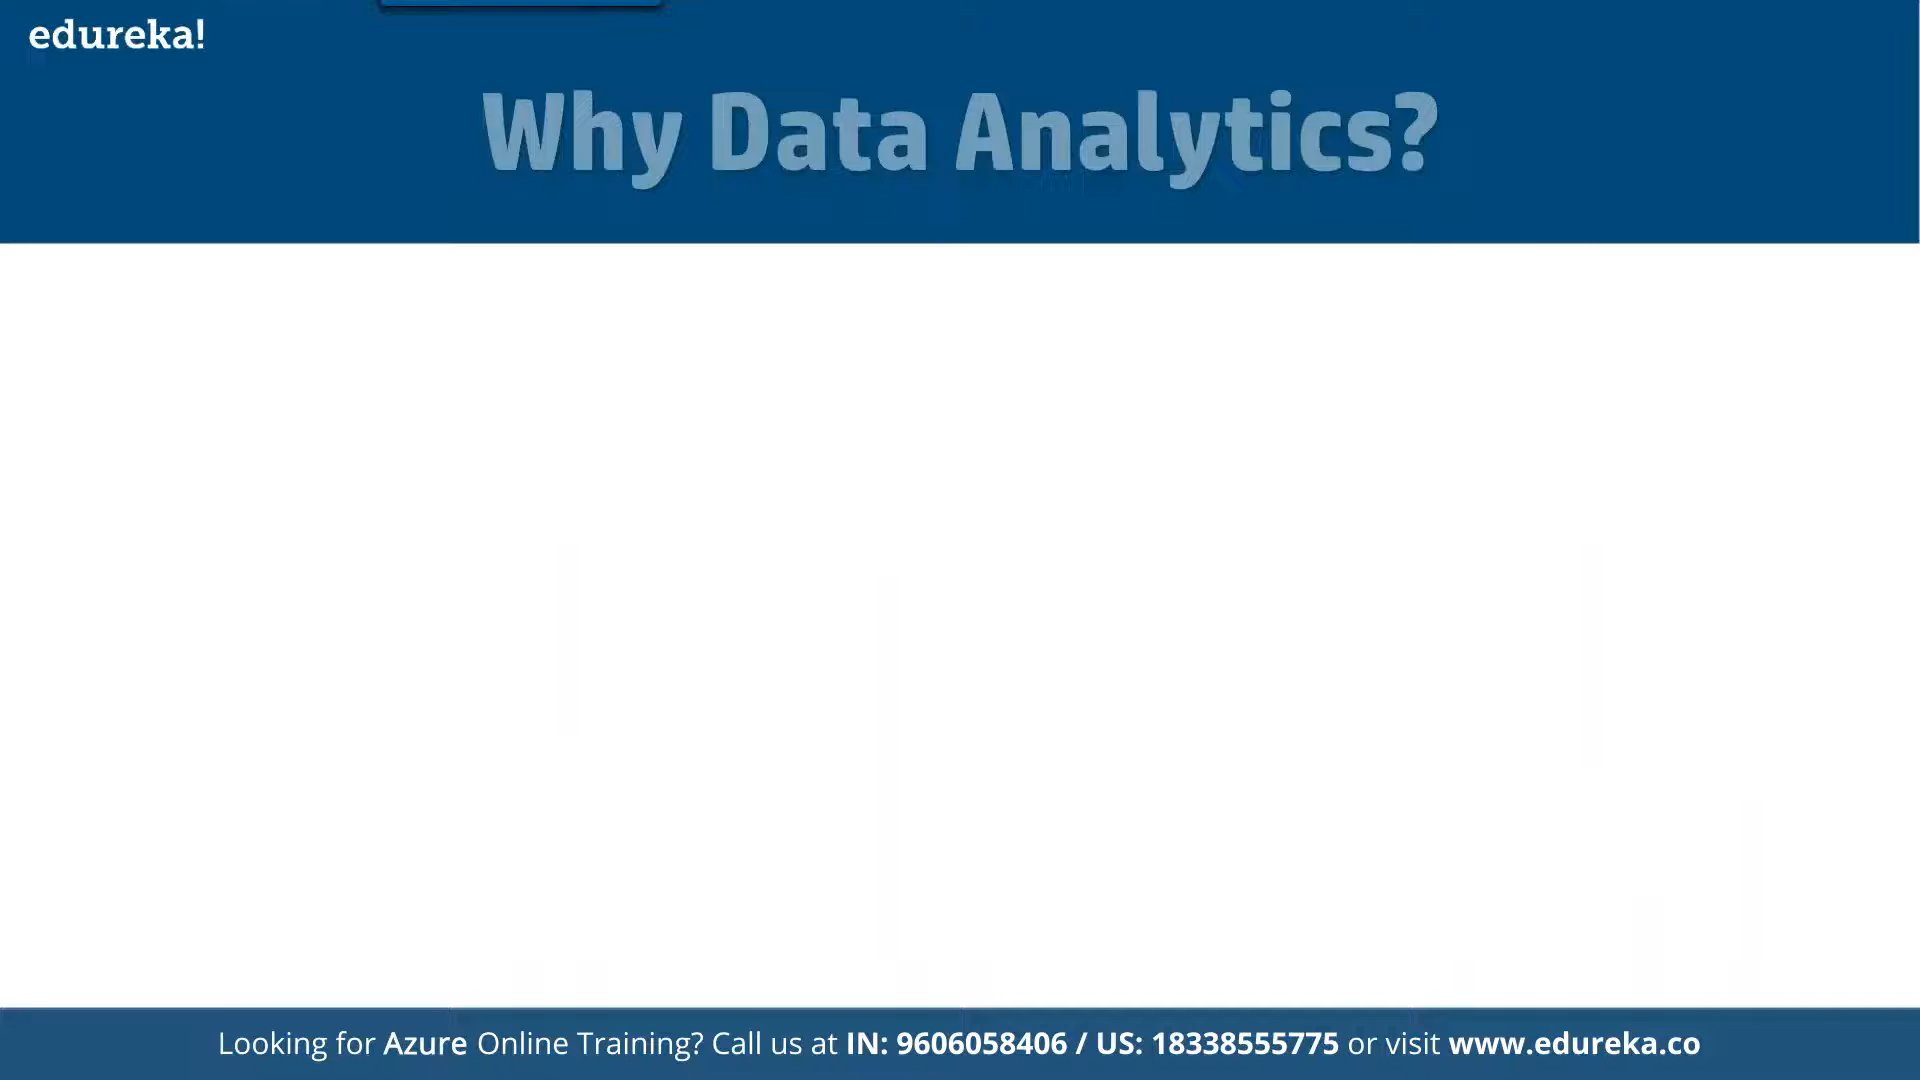 edureka!
Why Data Analytics?
Looking for Azure Online Training? Call us at IN: 9606058406 / US: 18338555775 or visit www.edureka.co